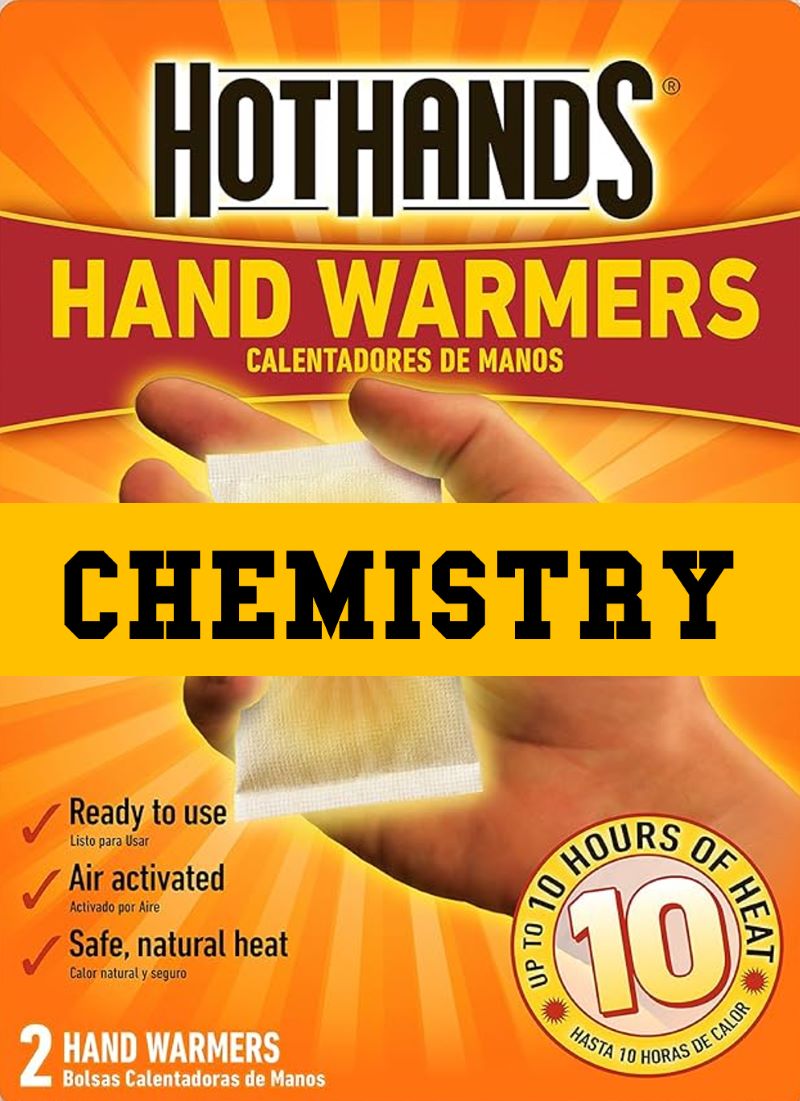 HOTHANDS®
HAND WARMERS
CALENTADORES DE MANOS
CHEMISTRY
Ready to use
Listo para Usar
Air activated
Activado por Aire
Safe, natural heat
Calor natural y seguro
UP TO 10 HOURS OF HEAT
10
HASTA 10 HORAS DE CALOR
2 HAND WARMERS
Bolsas Calentadoras de Manos